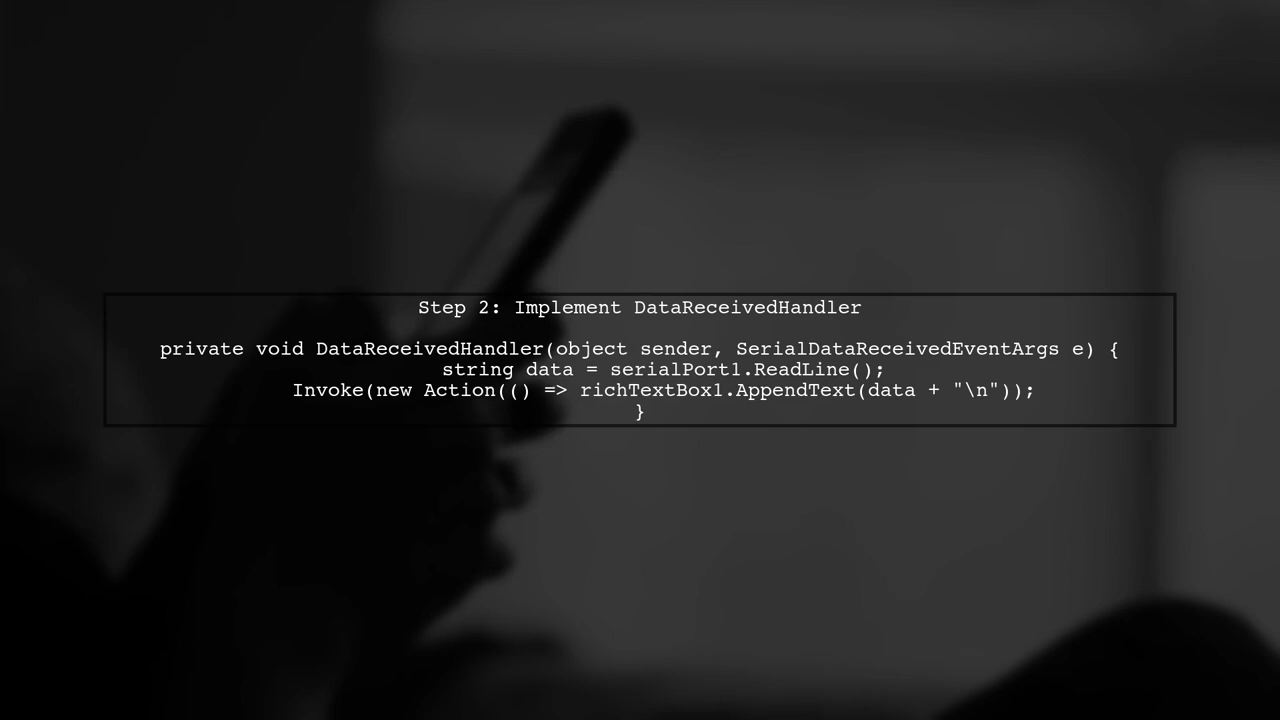 Step 2: Implement DataReceivedHandler
private void DataReceivedHandler(object sender, SerialDataReceivedEventArgs e) {
string data = serialPort1.ReadLine();
Invoke(new Action(() => richTextBox1.AppendText(data + "\n"));
}